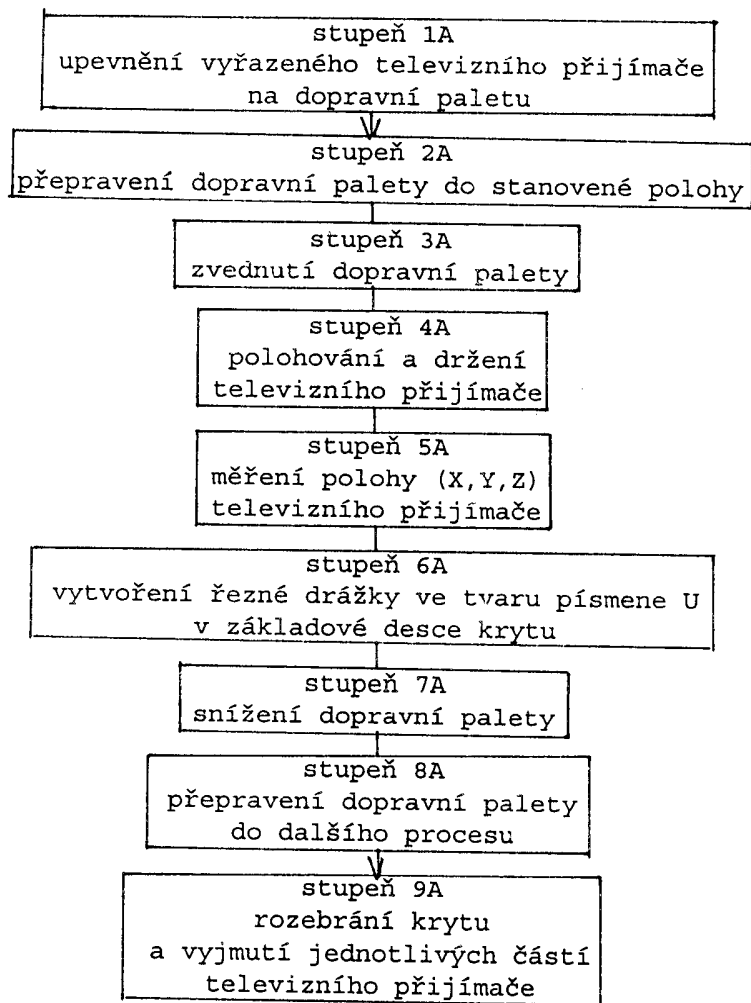 stupeň 1A
upevnění vyřazeného televizního přijímače
na dopravní paletu
stupeň 2A
přepravení dopravní palety do stanovené polohy
stupeň 3A
zvednutí dopravní palety
stupeň 4A
polohování a držení
televizního přijímače
stupeň 5A
měření polohy (X,Y,Z)
televizního přijímače
stupeň 6A
vytvoření řezné drážky ve tvaru písmene U
v základové desce krytu
stupeň 7A
snížení dopravní palety
stupeň 8A
přepravení dopravní palety
do dalšího procesu
stupeň 9A
rozebrání krytu
a vyjmutí jednotlivých částí
televizního přijímače